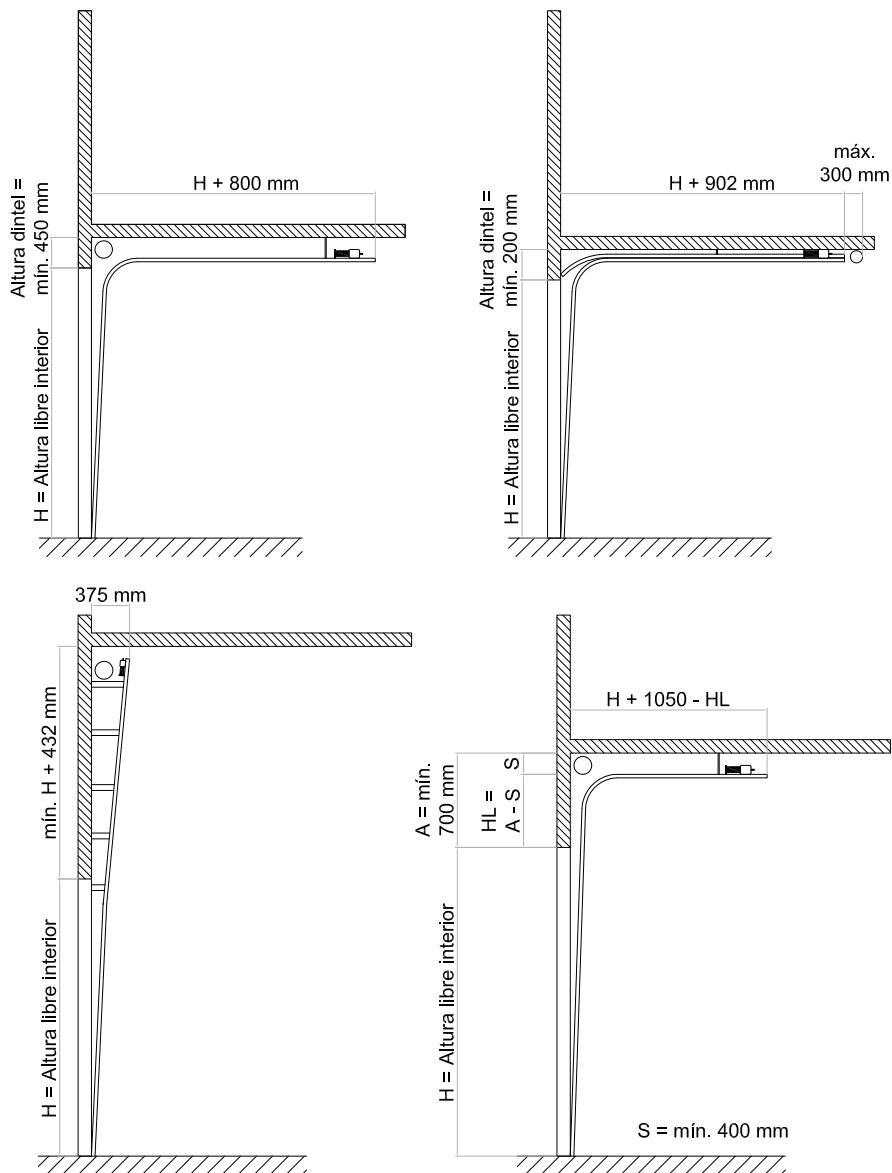 H + 800 mm
Altura dintel =
mín. 450 mm
H = Altura libre interior
H + 902 mm
máx.
300 mm
Altura dintel =
mín. 200 mm
H = Altura libre interior
375 mm
mín. H + 432 mm
H = Altura libre interior
H + 1050 - HL
A = mín.
700 mm
S
HL =
A - S
H = Altura libre interior
S = mín. 400 mm